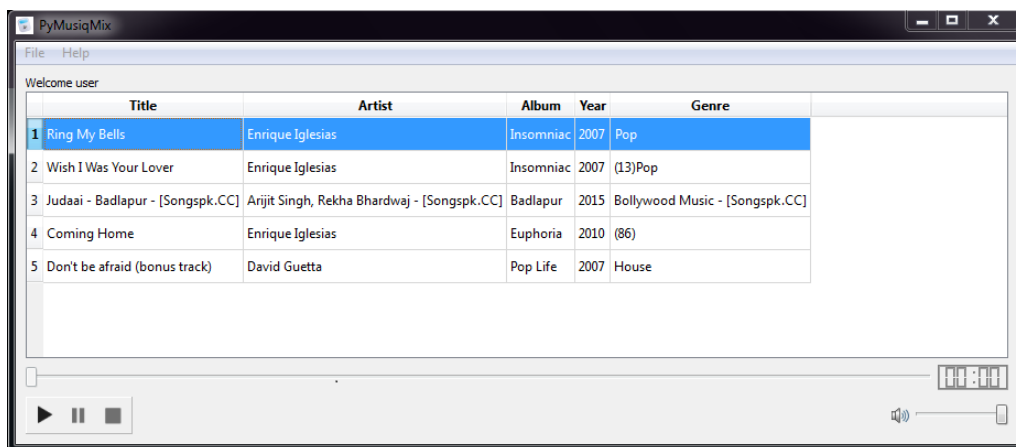 PyMusiqMix
File Help
Welcome user
Title Artist Album Year Genre
1 Ring My Bells Enrique Iglesias Insomniac 2007 Pop
2 Wish I Was Your Lover Enrique Iglesias Insomniac 2007 (13)Pop
3 Judaai - Badlapur - [Songspk.CC] Arijit Singh, Rekha Bhardwaj - [Songspk.CC] Badlapur 2015 Bollywood Music - [Songspk.CC]
4 Coming Home Enrique Iglesias Euphoria 2010 (86)
5 Don't be afraid (bonus track) David Guetta Pop Life 2007 House
00:00